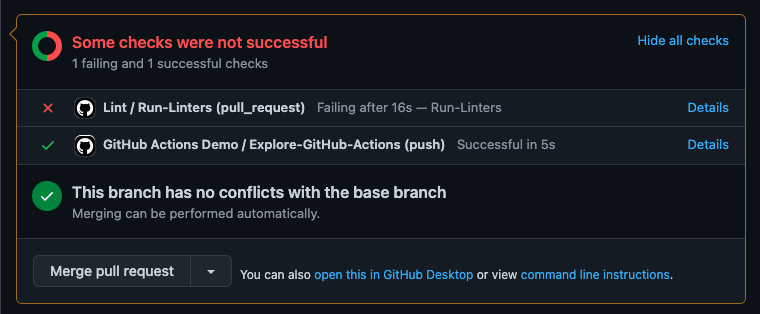 Some checks were not successful
Hide all checks
1 failing and 1 successful checks
Lint / Run-Linters (pull_request) Failing after 16s — Run-Linters Details
GitHub Actions Demo / Explore-GitHub-Actions (push) Successful in 5s Details
This branch has no conflicts with the base branch
Merging can be performed automatically.
Merge pull request
You can also open this in GitHub Desktop or view command line instructions.